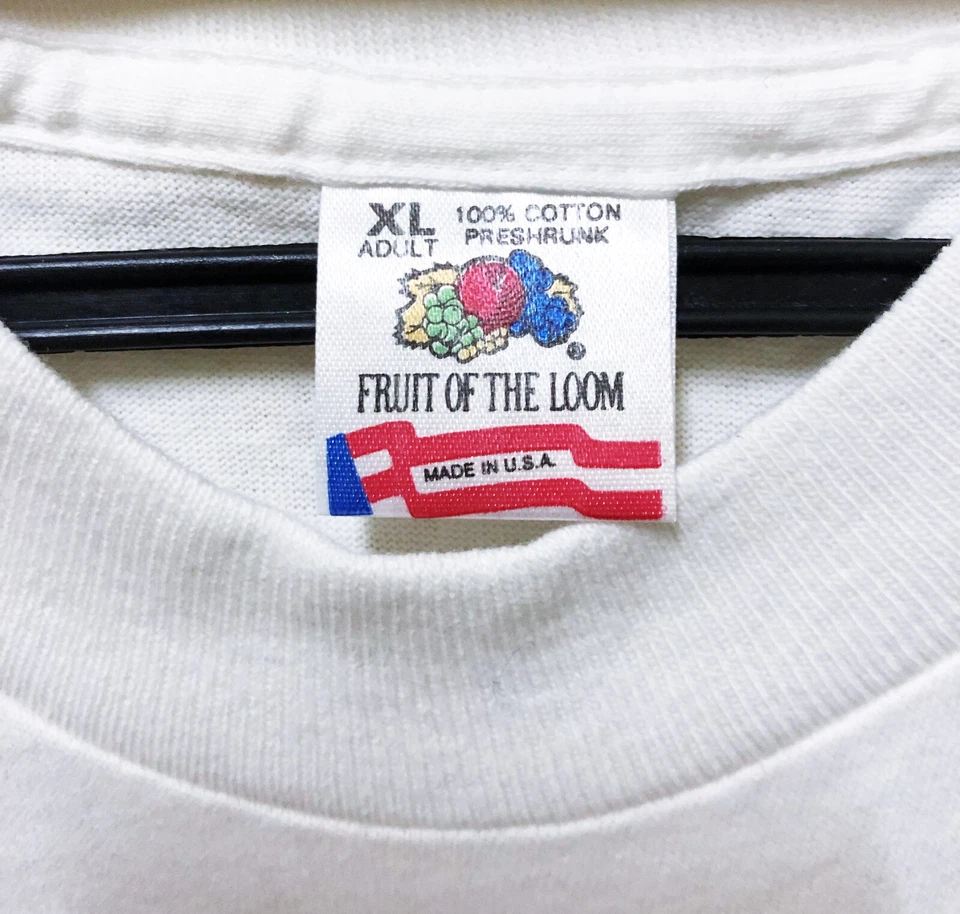 XL 100% COTTON
ADULT PRESHRUNK
®
FRUIT OF THE LOOM
MADE IN U.S.A.